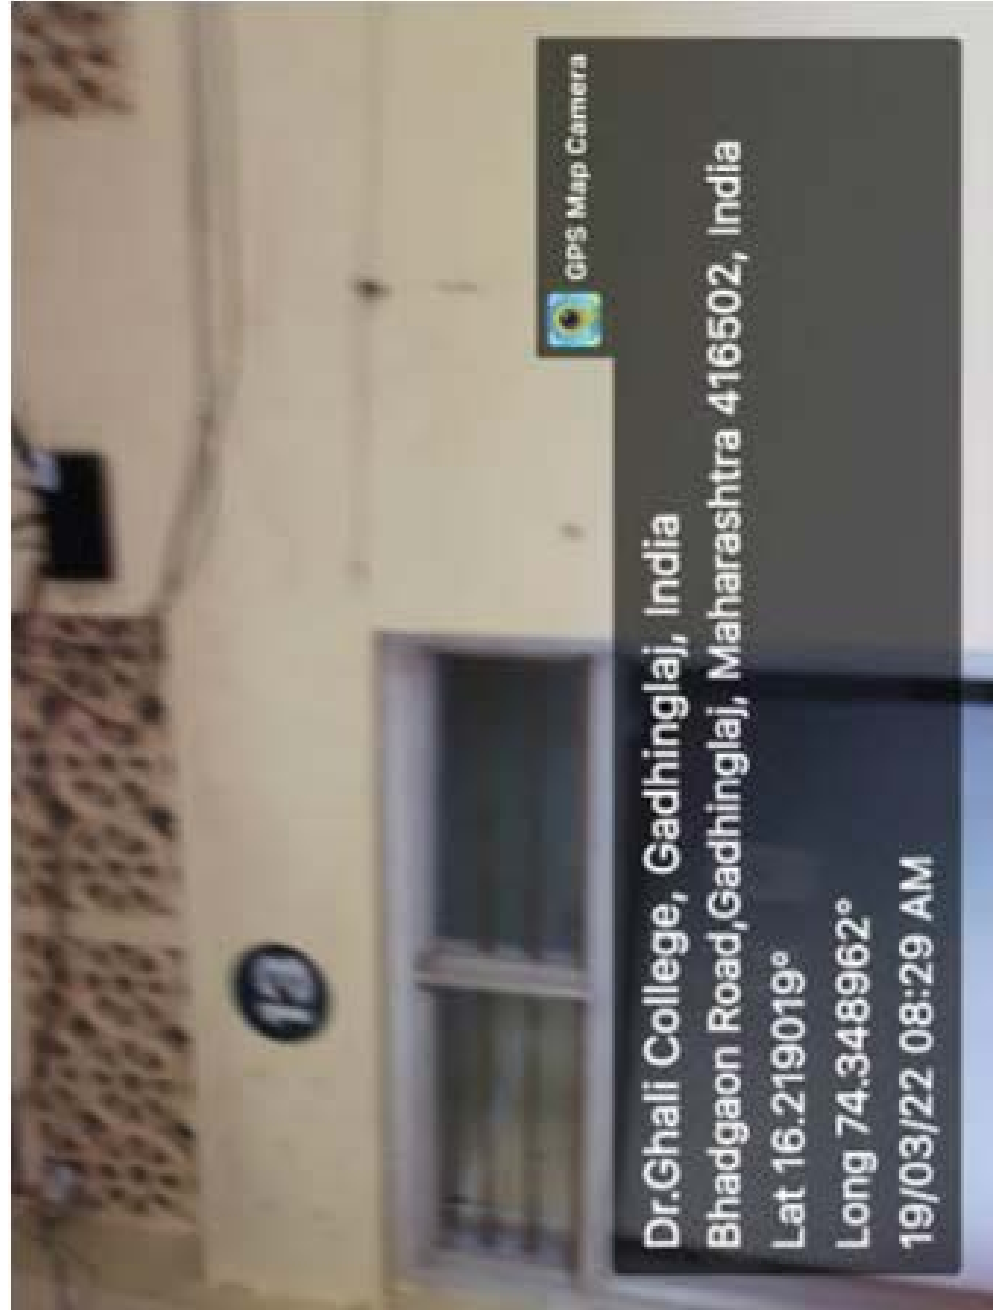 GPS Map Camera
Dr.Ghali College, Gadhinglaj, India
Bhadgaon Road,Gadhinglaj, Maharashtra 416502, India
Lat 16.219019°
Long 74.348962°
19/03/22 08:29 AM